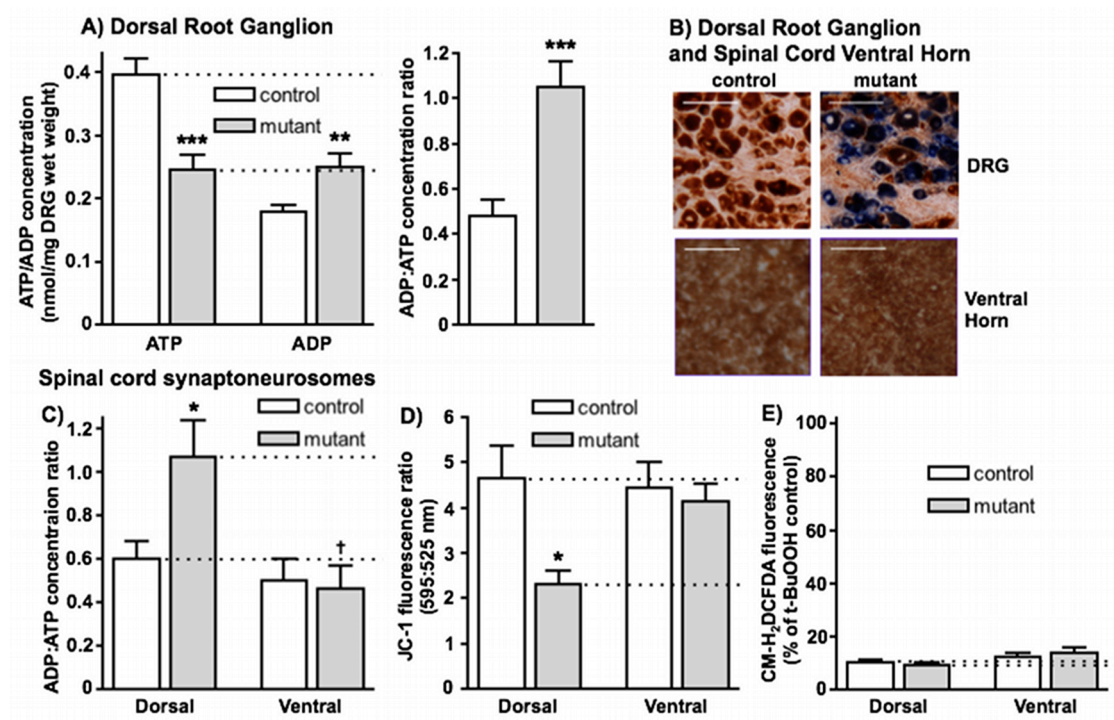 A) Dorsal Root Ganglion
ATP/ADP concentration
(nmol/mg DRG wet weight)
0.4
0.3
0.2
0.1
0
control
mutant
***
**
ATP
ADP
ADP:ATP concentration ratio
1.2
1.0
0.8
0.6
0.4
0.2
0
***
B) Dorsal Root Ganglion
and Spinal Cord Ventral Horn
control
mutant
DRG
Ventral
Horn
Spinal cord synaptoneurosomes
C)
ADP:ATP concentraion ratio
1.2
1.0
0.8
0.6
0.4
0.2
0
control
mutant
*
†
Dorsal
Ventral
D)
JC-1 fluorescence ratio
(595:525 nm)
6
5
4
3
2
1
0
control
mutant
*
Dorsal
Ventral
E)
CM-H₂DCFDA fluorescence
(% of t-BuOOH control)
100
80
60
40
20
0
control
mutant
Dorsal
Ventral